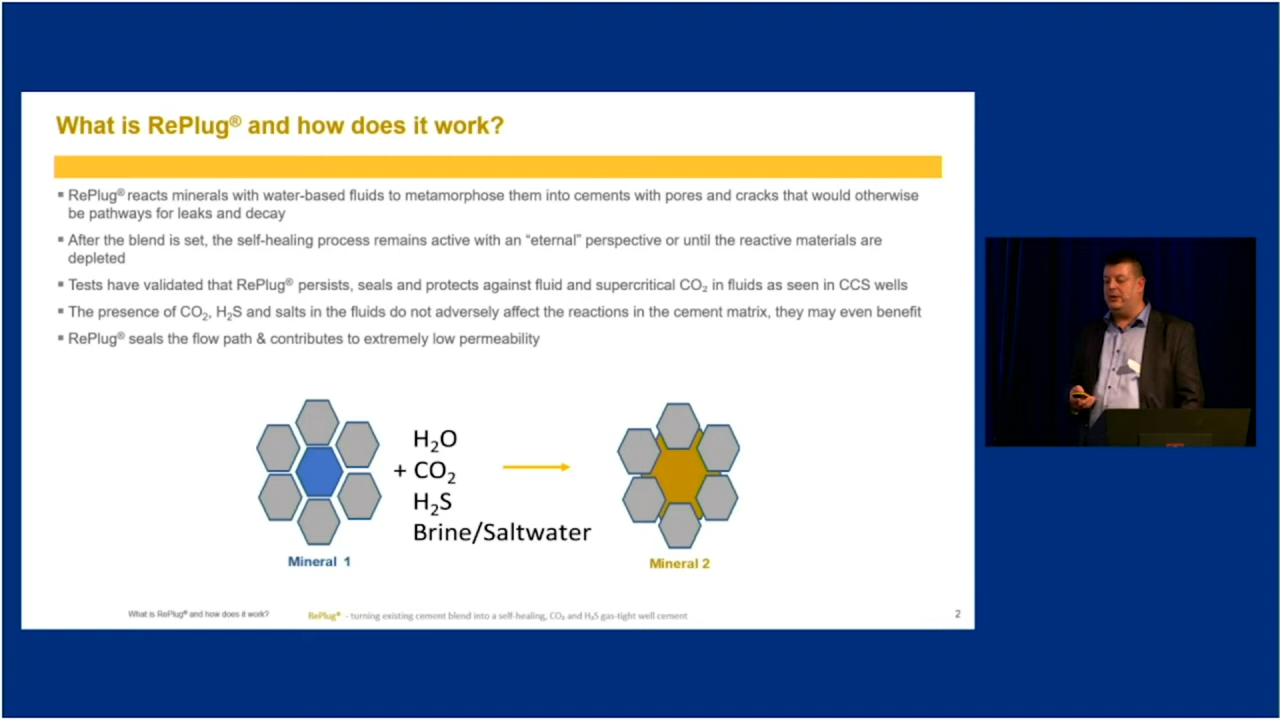 What is RePlug® and how does it work?
▪ RePlug® reacts minerals with water-based fluids to metamorphose them into cements with pores and cracks that would otherwise
be pathways for leaks and decay
▪ After the blend is set, the self-healing process remains active with an “eternal” perspective or until the reactive materials are
depleted
▪ Tests have validated that RePlug® persists, seals and protects against fluid and supercritical CO₂ in fluids as seen in CCS wells
▪ The presence of CO₂, H₂S and salts in the fluids do not adversely affect the reactions in the cement matrix, they may even benefit
▪ RePlug® seals the flow path & contributes to extremely low permeability
H₂O
+ CO₂
H₂S
Brine/Saltwater
Mineral 1
Mineral 2
What is RePlug® and how does it work?
RePlug® - turning existing cement blend into a self-healing, CO₂ and H₂S gas-tight well cement
2